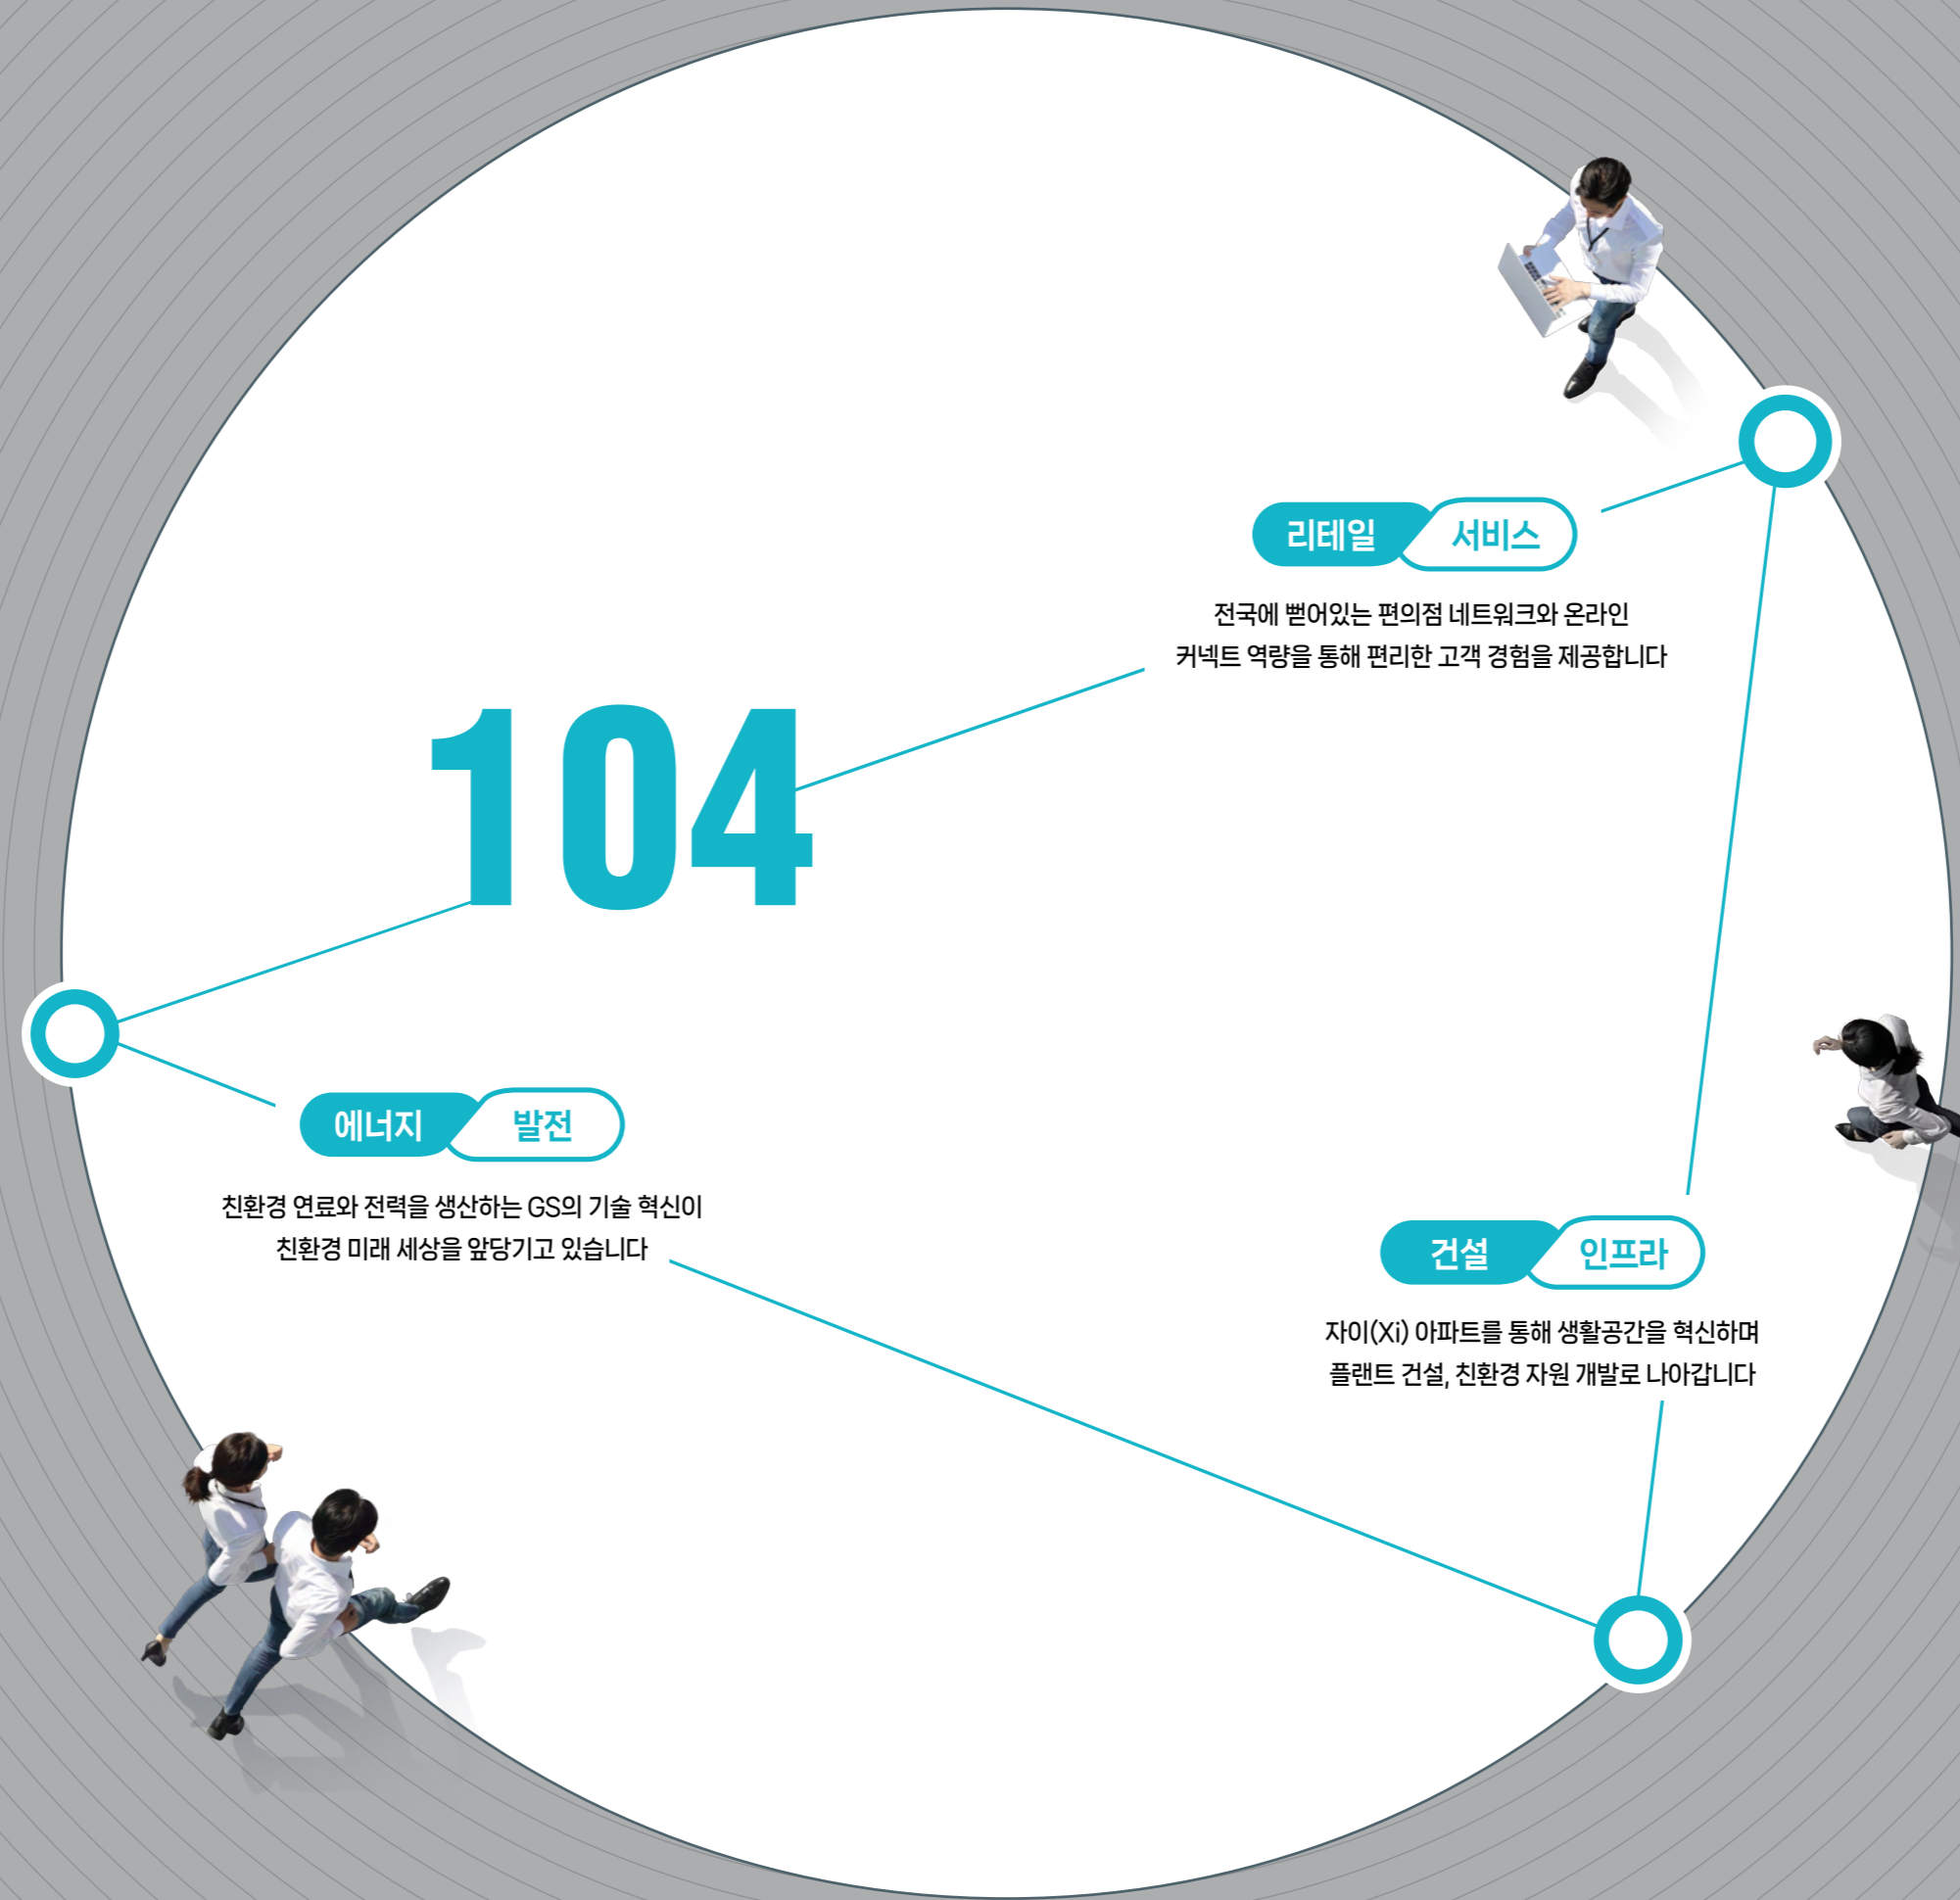 리테일 서비스
전국에 뻗어있는 편의점 네트워크와 온라인
커넥트 역량을 통해 편리한 고객 경험을 제공합니다
104
에너지 발전
친환경 연료와 전력을 생산하는 GS의 기술 혁신이
친환경 미래 세상을 앞당기고 있습니다
건설 인프라
자이(Xi) 아파트를 통해 생활공간을 혁신하며
플랜트 건설, 친환경 자원 개발로 나아갑니다